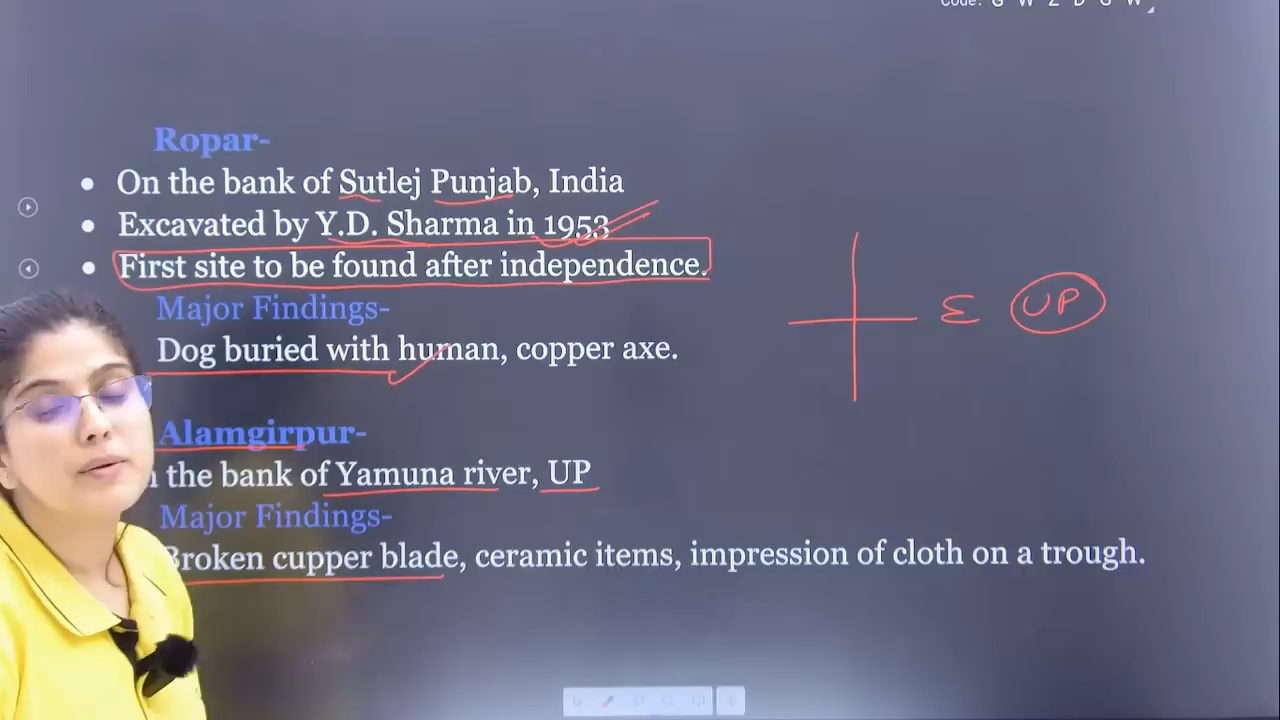 Code: G W Z D G W
Ropar-
• On the bank of Sutlej Punjab, India
• Excavated by Y.D. Sharma in 1953
• First site to be found after independence.
Major Findings-
Dog buried with human, copper axe.
Σ UP
Alamgirpur-
the bank of Yamuna river, UP
Major Findings-
Broken cupper blade, ceramic items, impression of cloth on a trough.